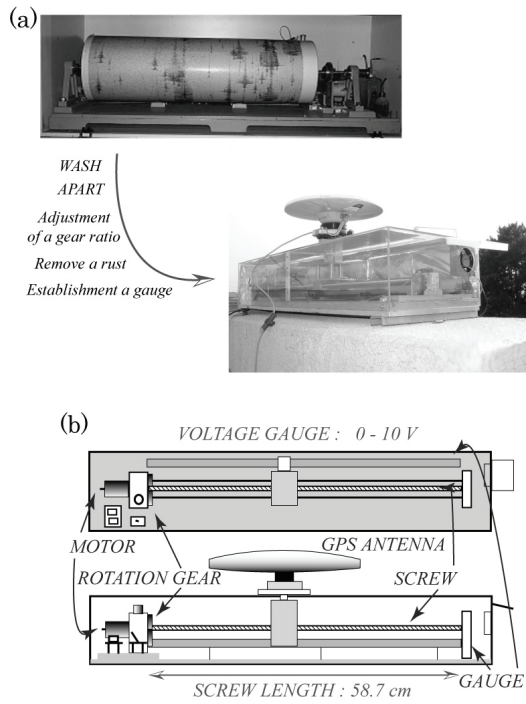 (a)
WASH
APART
Adjustment
of a gear ratio
Remove a rust
Establishment a gauge
(b)
VOLTAGE GAUGE : 0 - 10 V
MOTOR
GPS ANTENNA
ROTATION GEAR
SCREW
GAUGE
SCREW LENGTH : 58.7 cm